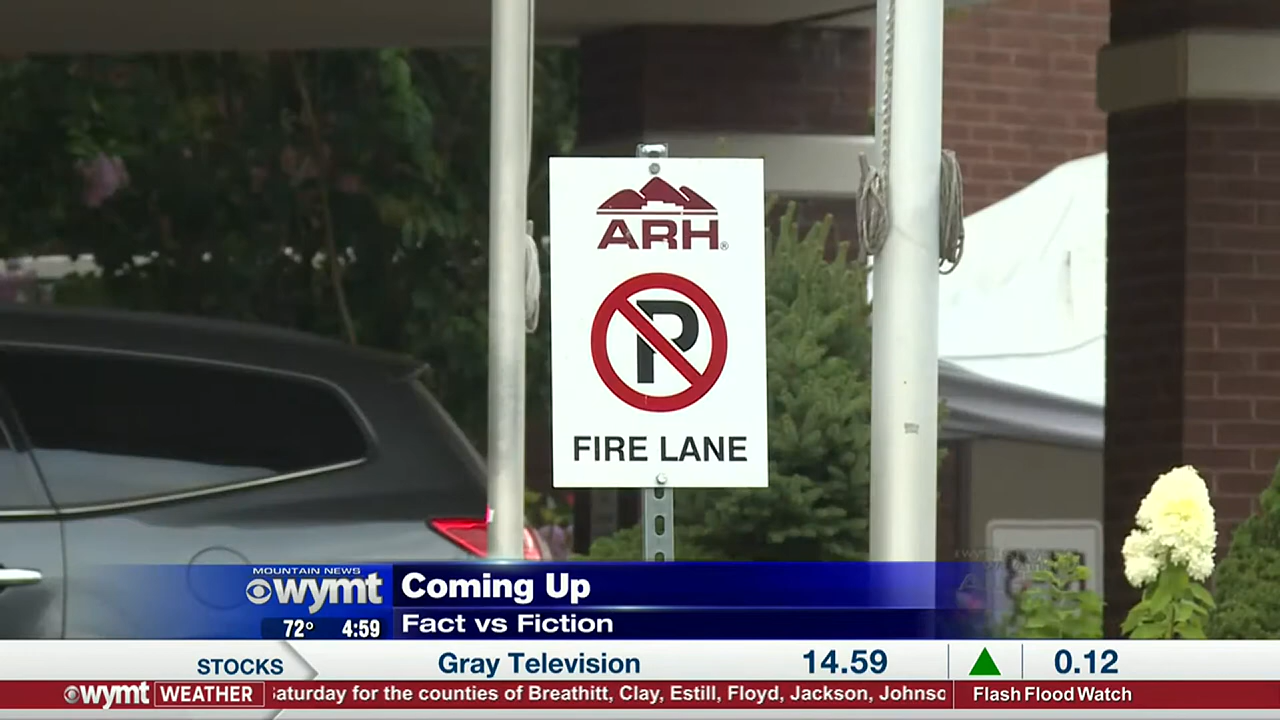 ARH®
P
FIRE LANE
MOUNTAIN NEWS
wymt
Coming Up
72° 4:59
Fact vs Fiction
STOCKS Gray Television 14.59 0.12
wymt WEATHER aturday for the counties of Breathitt, Clay, Estill, Floyd, Jackson, Johnso Flash Flood Watch